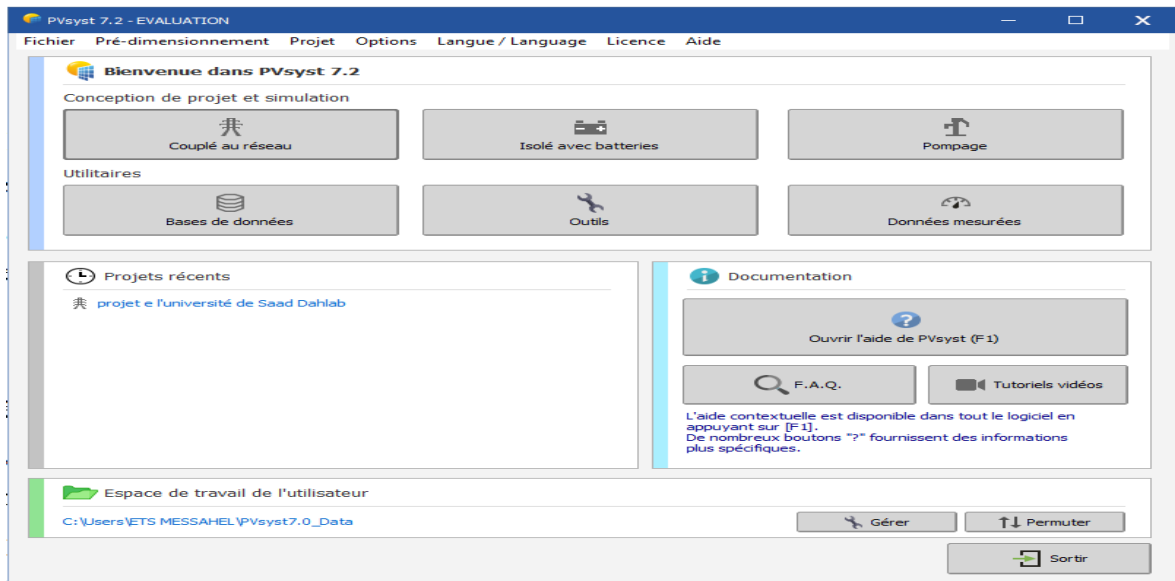 PVsyst 7.2 - EVALUATION
Fichier Pré-dimensionnement Projet Options Langue / Language Licence Aide
Bienvenue dans PVsyst 7.2
Conception de projet et simulation
Couplé au réseau
Isolé avec batteries
Pompage
Utilitaires
Bases de données
Outils
Données mesurées
Projets récents
projet e l'université de Saad Dahlab
Documentation
Ouvrir l'aide de PVsyst (F1)
F.A.Q.
Tutoriels vidéos
L'aide contextuelle est disponible dans tout le logiciel en
appuyant sur [F1].
De nombreux boutons "?" fournissent des informations
plus spécifiques.
Espace de travail de l'utilisateur
C:\Users\ETS MESSAHEL\PVsyst7.0_Data
Gérer
Permuter
Sortir